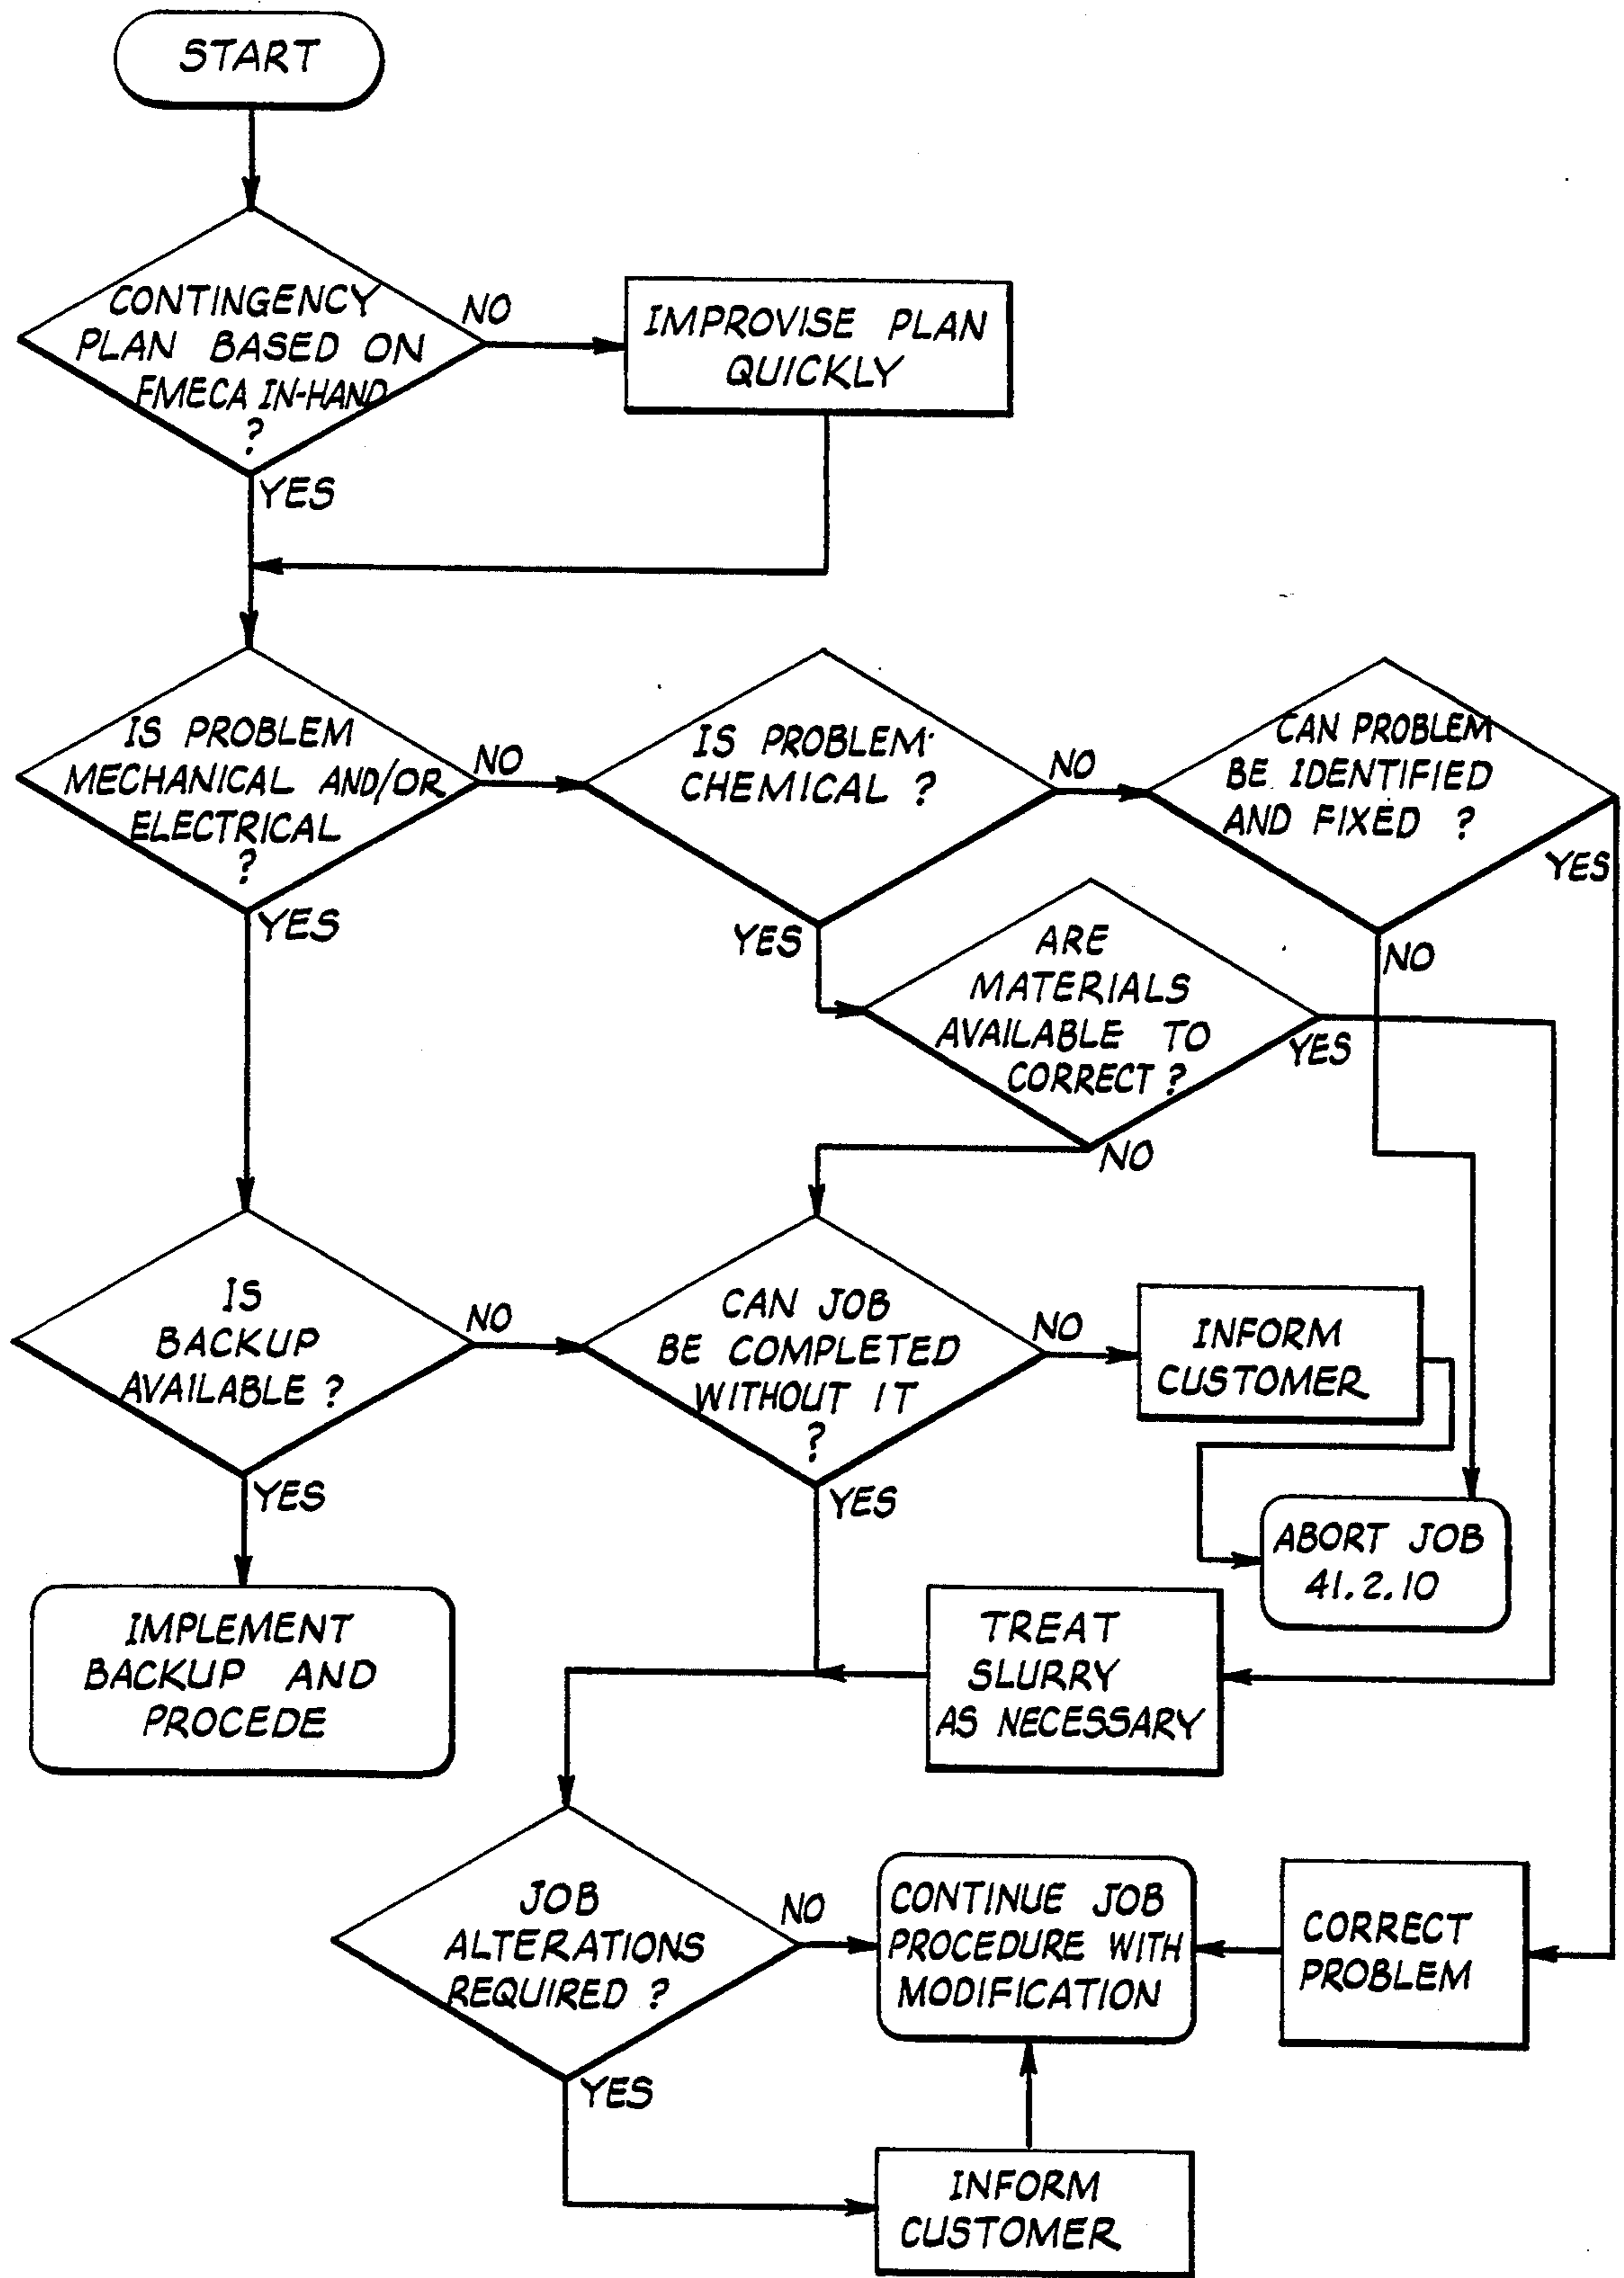 START
CONTINGENCY
PLAN BASED ON
FMECA IN-HAND
?
NO
IMPROVISE PLAN
QUICKLY
YES
IS PROBLEM
MECHANICAL AND/OR
ELECTRICAL
?
NO
YES
IS PROBLEM
CHEMICAL ?
NO
YES
CAN PROBLEM
BE IDENTIFIED
AND FIXED ?
YES
NO
ARE
MATERIALS
AVAILABLE TO
CORRECT ?
YES
NO
IS
BACKUP
AVAILABLE ?
NO
YES
CAN JOB
BE COMPLETED
WITHOUT IT
?
NO
YES
INFORM
CUSTOMER
ABORT JOB
41.2.10
IMPLEMENT
BACKUP AND
PROCEDE
TREAT
SLURRY
AS NECESSARY
JOB
ALTERATIONS
REQUIRED ?
NO
YES
CONTINUE JOB
PROCEDURE WITH
MODIFICATION
CORRECT
PROBLEM
INFORM
CUSTOMER